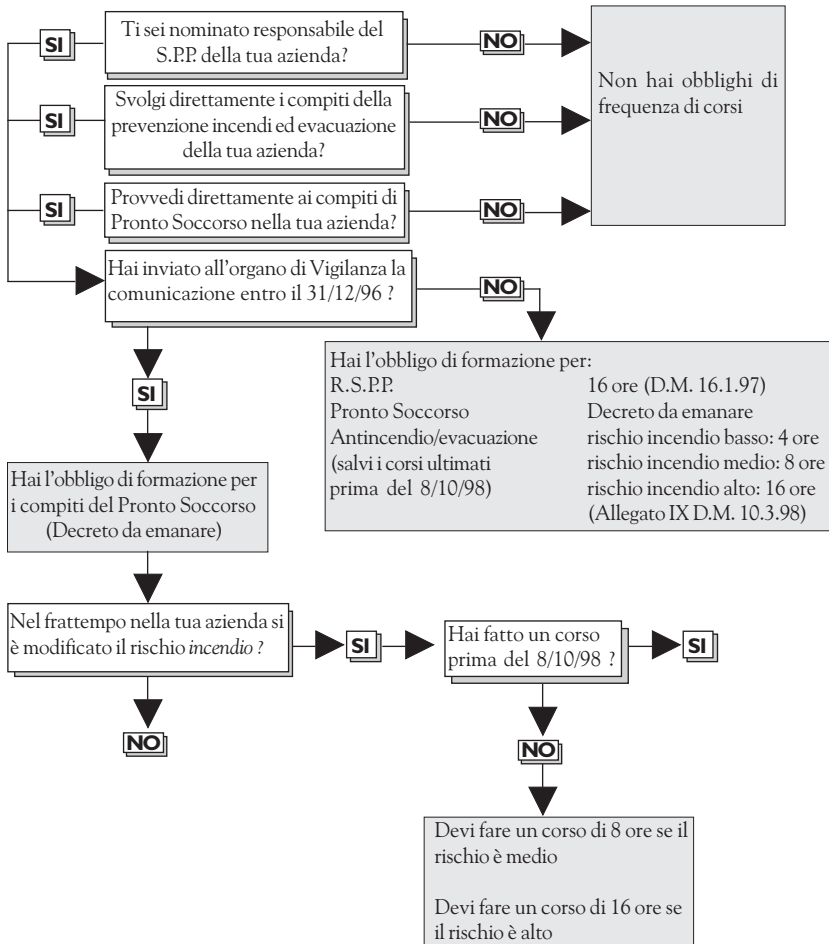 Ti sei nominato responsabile del
S.P.P. della tua azienda?
SI
NO
Non hai obblighi di
frequenza di corsi
Svolgi direttamente i compiti della
prevenzione incendi ed evacuazione
della tua azienda?
SI
NO
Provvedi direttamente ai compiti di
Pronto Soccorso nella tua azienda?
SI
NO
Hai inviato all'organo di Vigilanza la
comunicazione entro il 31/12/96 ?
NO
SI
Hai l'obbligo di formazione per:
R.S.P.P. 16 ore (D.M. 16.1.97)
Pronto Soccorso Decreto da emanare
Antincendio/evacuazione rischio incendio basso: 4 ore
(salvi i corsi ultimati rischio incendio medio: 8 ore
prima del 8/10/98) rischio incendio alto: 16 ore
(Allegato IX D.M. 10.3.98)
Hai l'obbligo di formazione per
i compiti del Pronto Soccorso
(Decreto da emanare)
Nel frattempo nella tua azienda si
è modificato il rischio incendio ?
SI
Hai fatto un corso
prima del 8/10/98 ?
SI
NO
NO
Devi fare un corso di 8 ore se il
rischio è medio
Devi fare un corso di 16 ore se
il rischio è alto